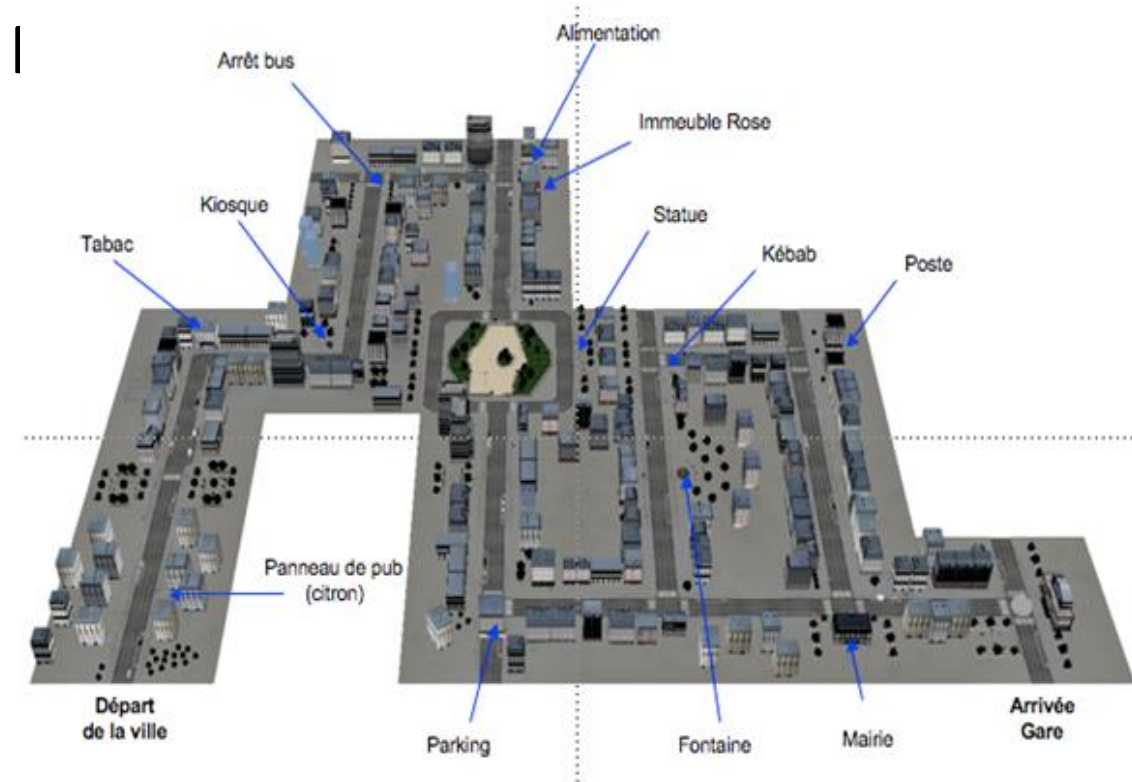 Alimentation
Arrêt bus
Immeuble Rose
Kiosque
Statue
Tabac
Kébab
Poste
Panneau de pub
(citron)
Départ
de la ville
Parking
Fontaine
Mairie
Arrivée
Gare